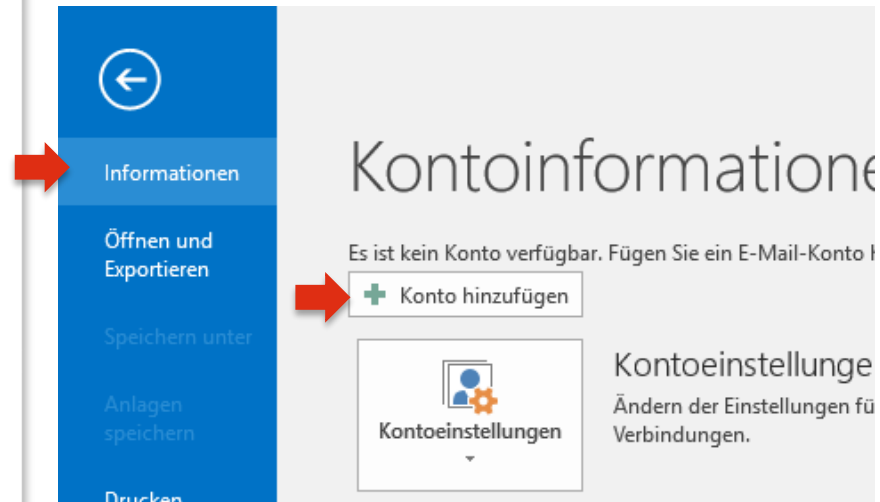 Informationen
Öffnen und
Exportieren
Speichern unter
Anlagen
speichern
Drucken
Kontoinformatione
Es ist kein Konto verfügbar. Fügen Sie ein E-Mail-Konto
Konto hinzufügen
Kontoeinstellungen
Kontoeinstellunge
Ändern der Einstellungen fü
Verbindungen.